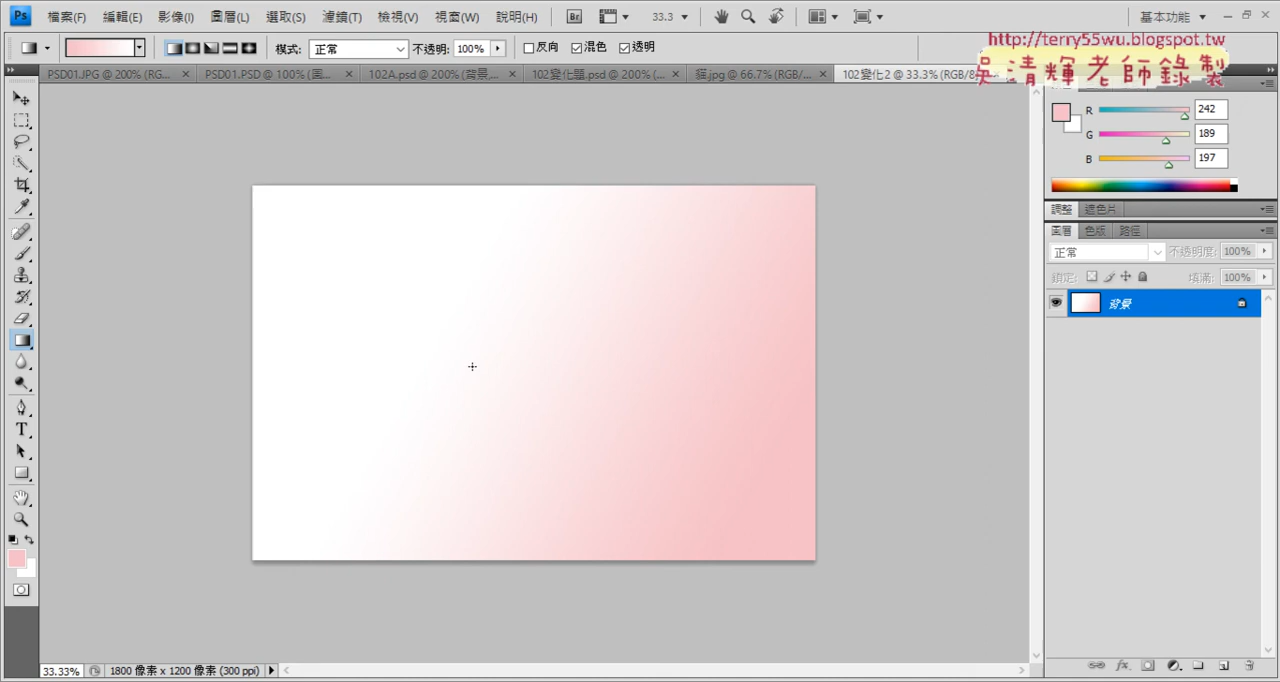 Ps 檔案(F) 編輯(E) 影像(I) 圖層(L) 選取(S) 濾鏡(T) 檢視(V) 視窗(W) 說明(H) Br 33.3 基本功能
http://terry55wu.blogspot.tw
吳清輝老師錄製
模式: 正常 不透明: 100% 反向 混色 透明
PSD01.JPG @ 200% (RG... PSD01.PSD @ 100% (圖... 102A.psd @ 200% (背景,... 102變化題.psd @ 200% (... 貓.jpg @ 66.7% (RGB/... 102變化2 @ 33.3% (RGB/8
R 242
G 189
B 197
調整 遮色片
圖層 色版 路徑
正常 不透明度: 100%
鎖定: 填滿: 100%
背景
T
33.33% 1800 像素 x 1200 像素 (300 ppi)
fx